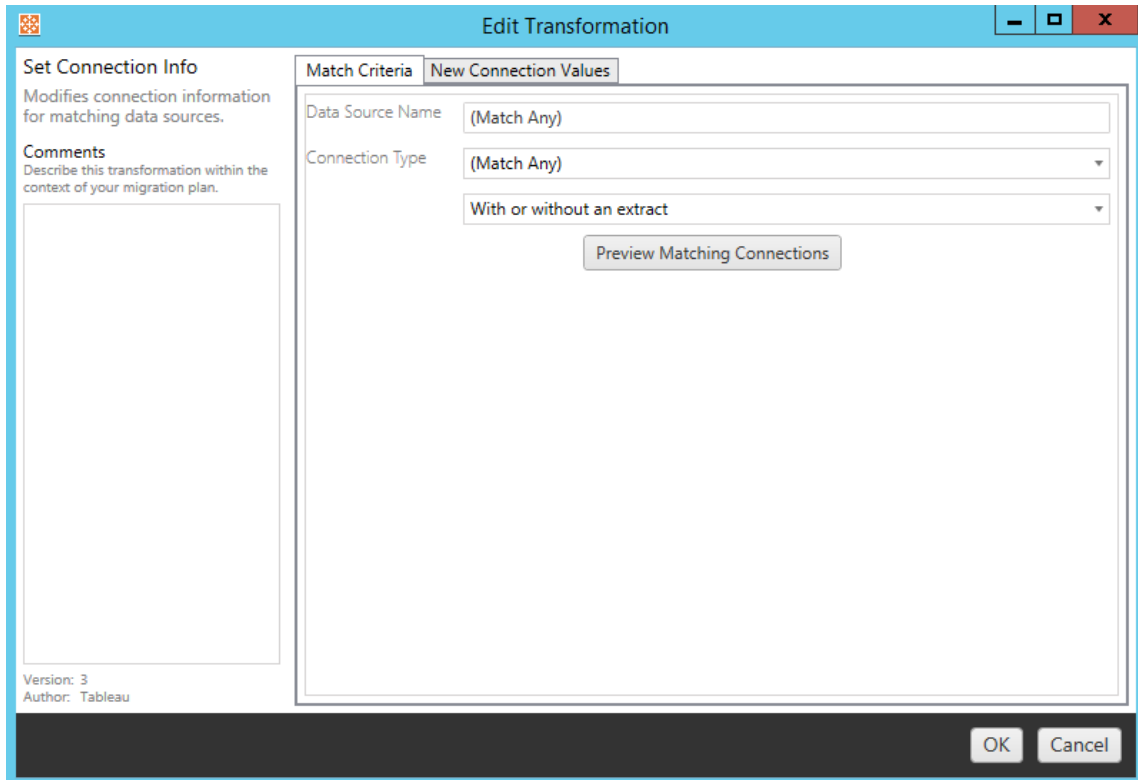 Edit Transformation
Set Connection Info
Modifies connection information
for matching data sources.
Comments
Describe this transformation within the
context of your migration plan.
Version: 3
Author: Tableau
Match Criteria
New Connection Values
Data Source Name
(Match Any)
Connection Type
(Match Any)
With or without an extract
Preview Matching Connections
OK
Cancel